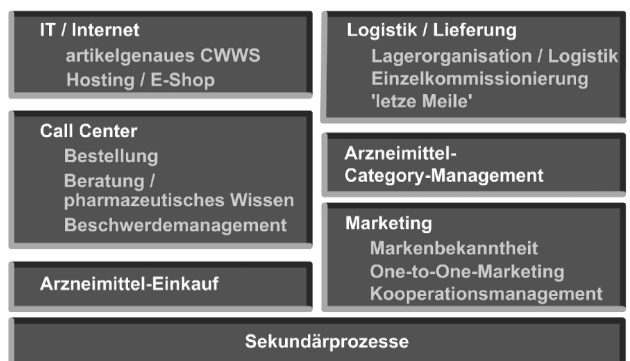 IT / Internet
artikelgenaues CWWS
Hosting / E-Shop
Call Center
Bestellung
Beratung /
pharmazeutisches Wissen
Beschwerdemanagement
Arzneimittel-Einkauf
Logistik / Lieferung
Lagerorganisation / Logistik
Einzelkommissionierung
'letze Meile'
Arzneimittel-
Category-Management
Marketing
Markenbekanntheit
One-to-One-Marketing
Kooperationsmanagement
Sekundärprozesse